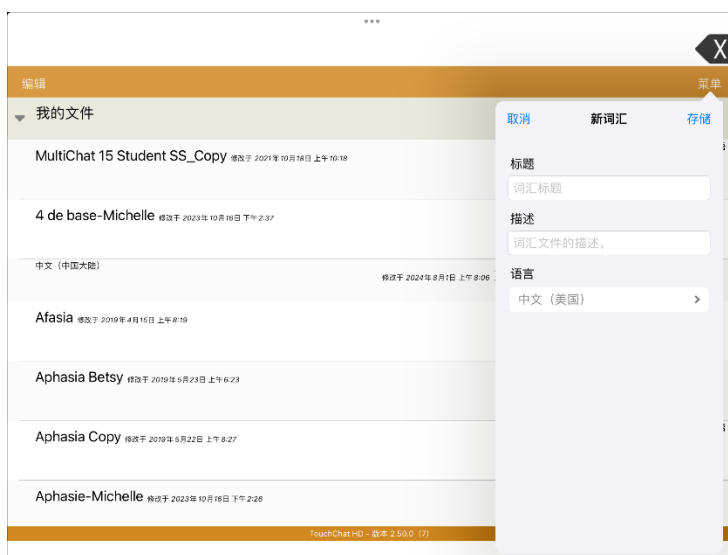 X
编辑
菜单
我的文件
MultiChat 15 Student SS_Copy 修改于 2021年10月18日 上午10:18
4 de base-Michelle 修改于 2023年10月16日 下午2:37
中文（中国大陆）
修改于 2024年8月1日 上午8:06
Afasia 修改于 2019年4月15日 上午8:19
Aphasia Betsy 修改于 2019年5月23日 上午6:23
Aphasia Copy 修改于 2019年5月22日 上午8:27
Aphasie-Michelle 修改于 2023年10月16日 下午2:26
TouchChat HD - 版本 2.50.0 (7)
取消
新词汇
存储
标题
词汇标题
描述
词汇文件的描述。
语言
中文（美国）